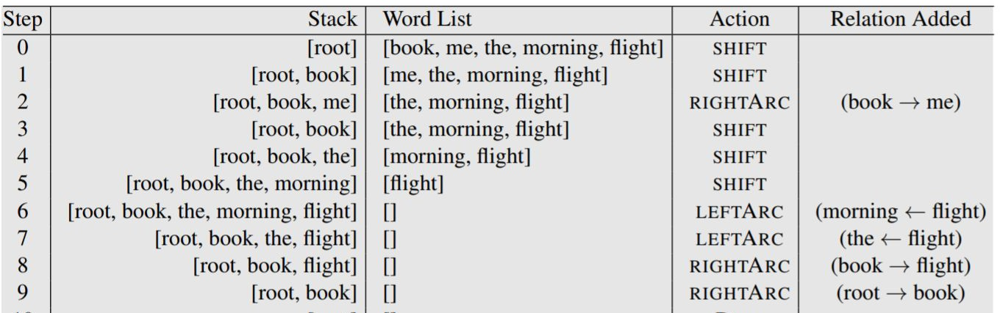 Step Stack Word List Action Relation Added
0 [root] [book, me, the, morning, flight] SHIFT
1 [root, book] [me, the, morning, flight] SHIFT
2 [root, book, me] [the, morning, flight] RIGHTARC (book → me)
3 [root, book] [the, morning, flight] SHIFT
4 [root, book, the] [morning, flight] SHIFT
5 [root, book, the, morning] [flight] SHIFT
6 [root, book, the, morning, flight] [] LEFTARC (morning ← flight)
7 [root, book, the, flight] [] LEFTARC (the ← flight)
8 [root, book, flight] [] RIGHTARC (book → flight)
9 [root, book] [] RIGHTARC (root → book)